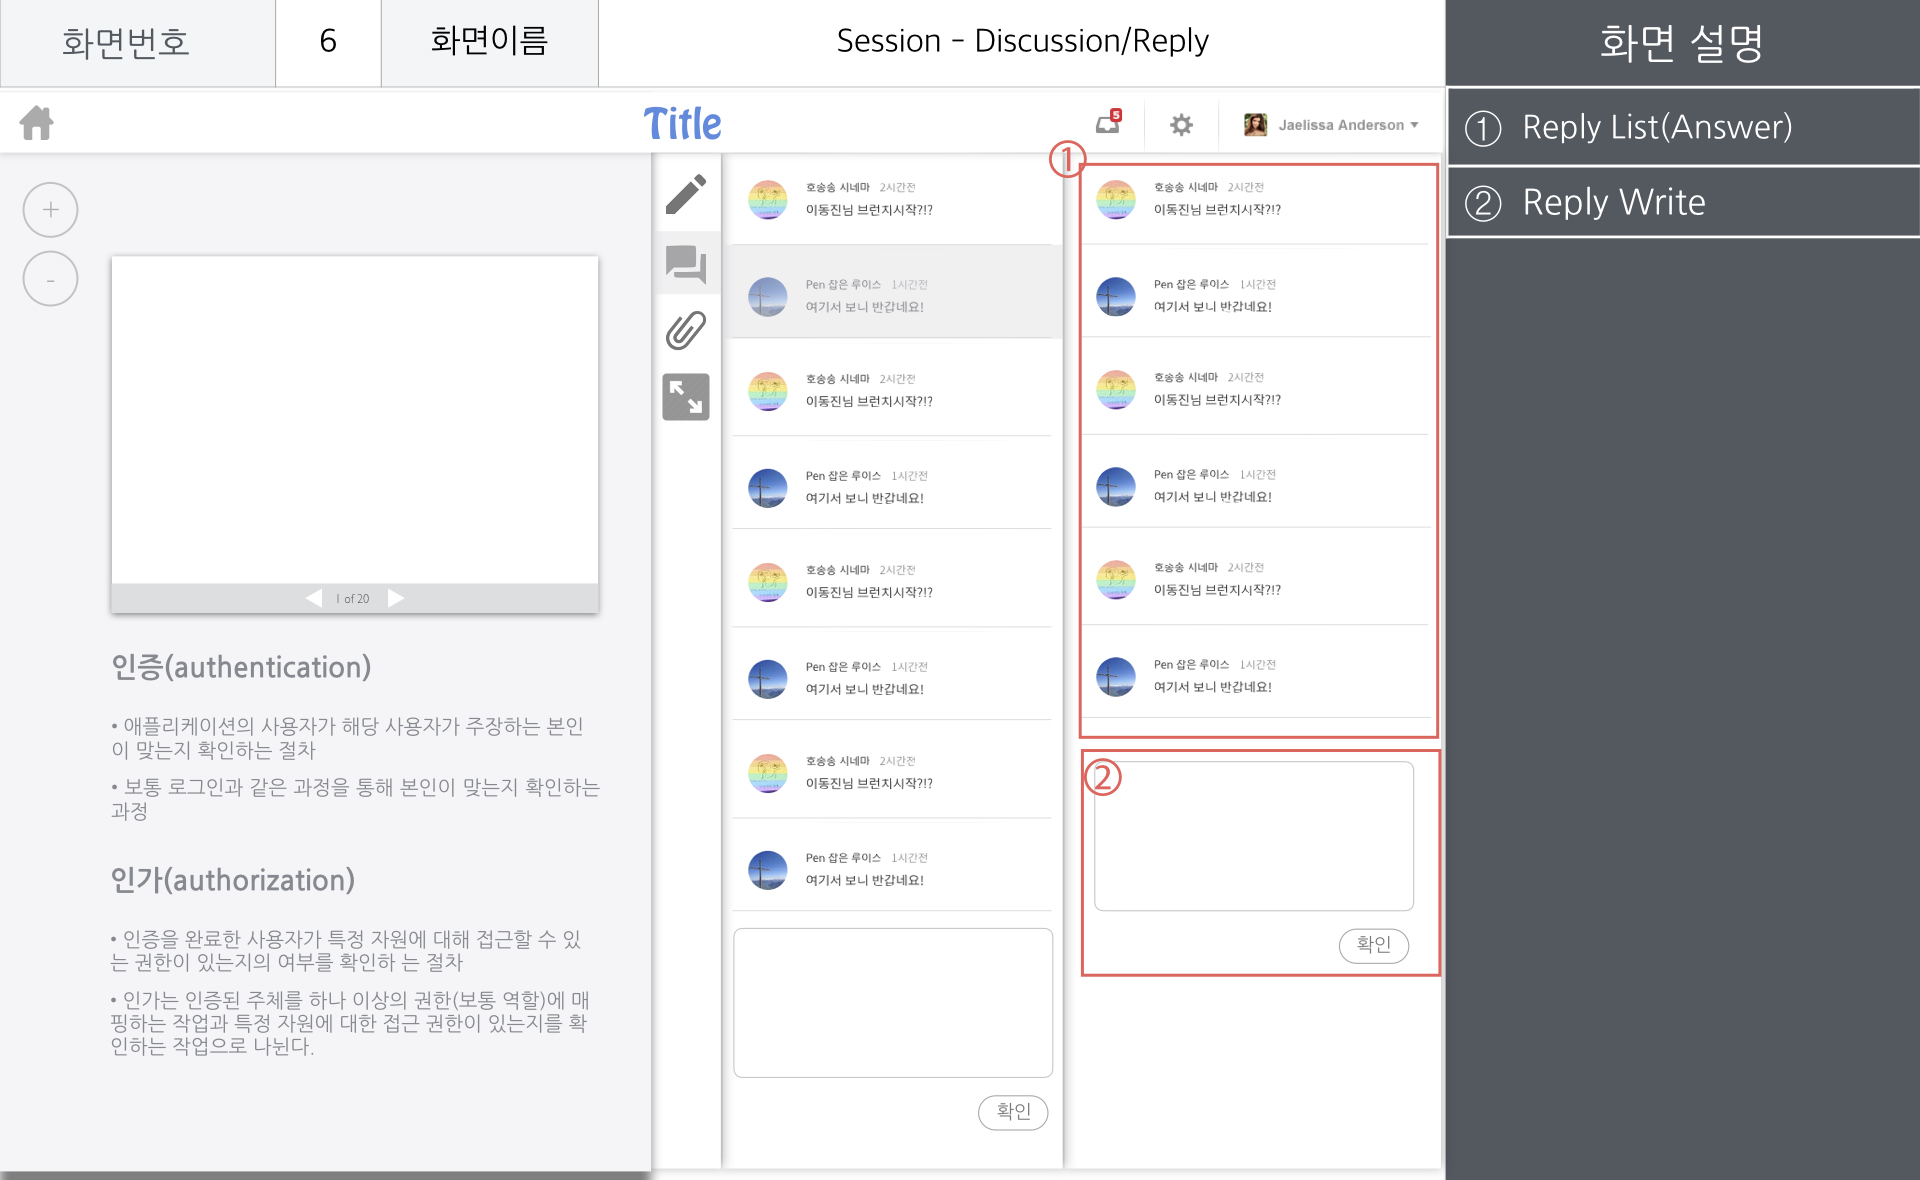 화면번호
6
화면이름
Session - Discussion/Reply
화면 설명
① Reply List(Answer)
② Reply Write
Title
5
Jaelissa Anderson
+
-
1 of 20
인증(authentication)
• 애플리케이션의 사용자가 해당 사용자가 주장하는 본인
이 맞는지 확인하는 절차
• 보통 로그인과 같은 과정을 통해 본인이 맞는지 확인하는
과정
인가(authorization)
• 인증을 완료한 사용자가 특정 자원에 대해 접근할 수 있
는 권한이 있는지의 여부를 확인하 는 절차
• 인가는 인증된 주체를 하나 이상의 권한(보통 역할)에 매
핑하는 작업과 특정 자원에 대한 접근 권한이 있는지를 확
인하는 작업으로 나뉜다.
호송송 시네마 2시간전
이동진님 브런치시작?!?
Pen 잡은 루이스 1시간전
여기서 보니 반갑네요!
호송송 시네마 2시간전
이동진님 브런치시작?!?
Pen 잡은 루이스 1시간전
여기서 보니 반갑네요!
호송송 시네마 2시간전
이동진님 브런치시작?!?
Pen 잡은 루이스 1시간전
여기서 보니 반갑네요!
호송송 시네마 2시간전
이동진님 브런치시작?!?
Pen 잡은 루이스 1시간전
여기서 보니 반갑네요!
확인
①
호송송 시네마 2시간전
이동진님 브런치시작?!?
Pen 잡은 루이스 1시간전
여기서 보니 반갑네요!
호송송 시네마 2시간전
이동진님 브런치시작?!?
Pen 잡은 루이스 1시간전
여기서 보니 반갑네요!
호송송 시네마 2시간전
이동진님 브런치시작?!?
Pen 잡은 루이스 1시간전
여기서 보니 반갑네요!
②
확인